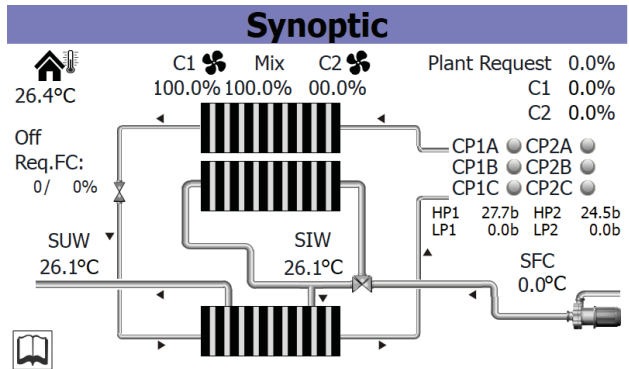 Synoptic
C1 Mix C2 Plant Request 0.0%
26.4°C 100.0% 100.0% 00.0% C1 0.0%
C2 0.0%
Off
Req.FC:
0/ 0%
CP1A CP2A
CP1B CP2B
CP1C CP2C
HP1 27.7b HP2 24.5b
LP1 0.0b LP2 0.0b
SUW SIW SFC
26.1°C 26.1°C 0.0°C